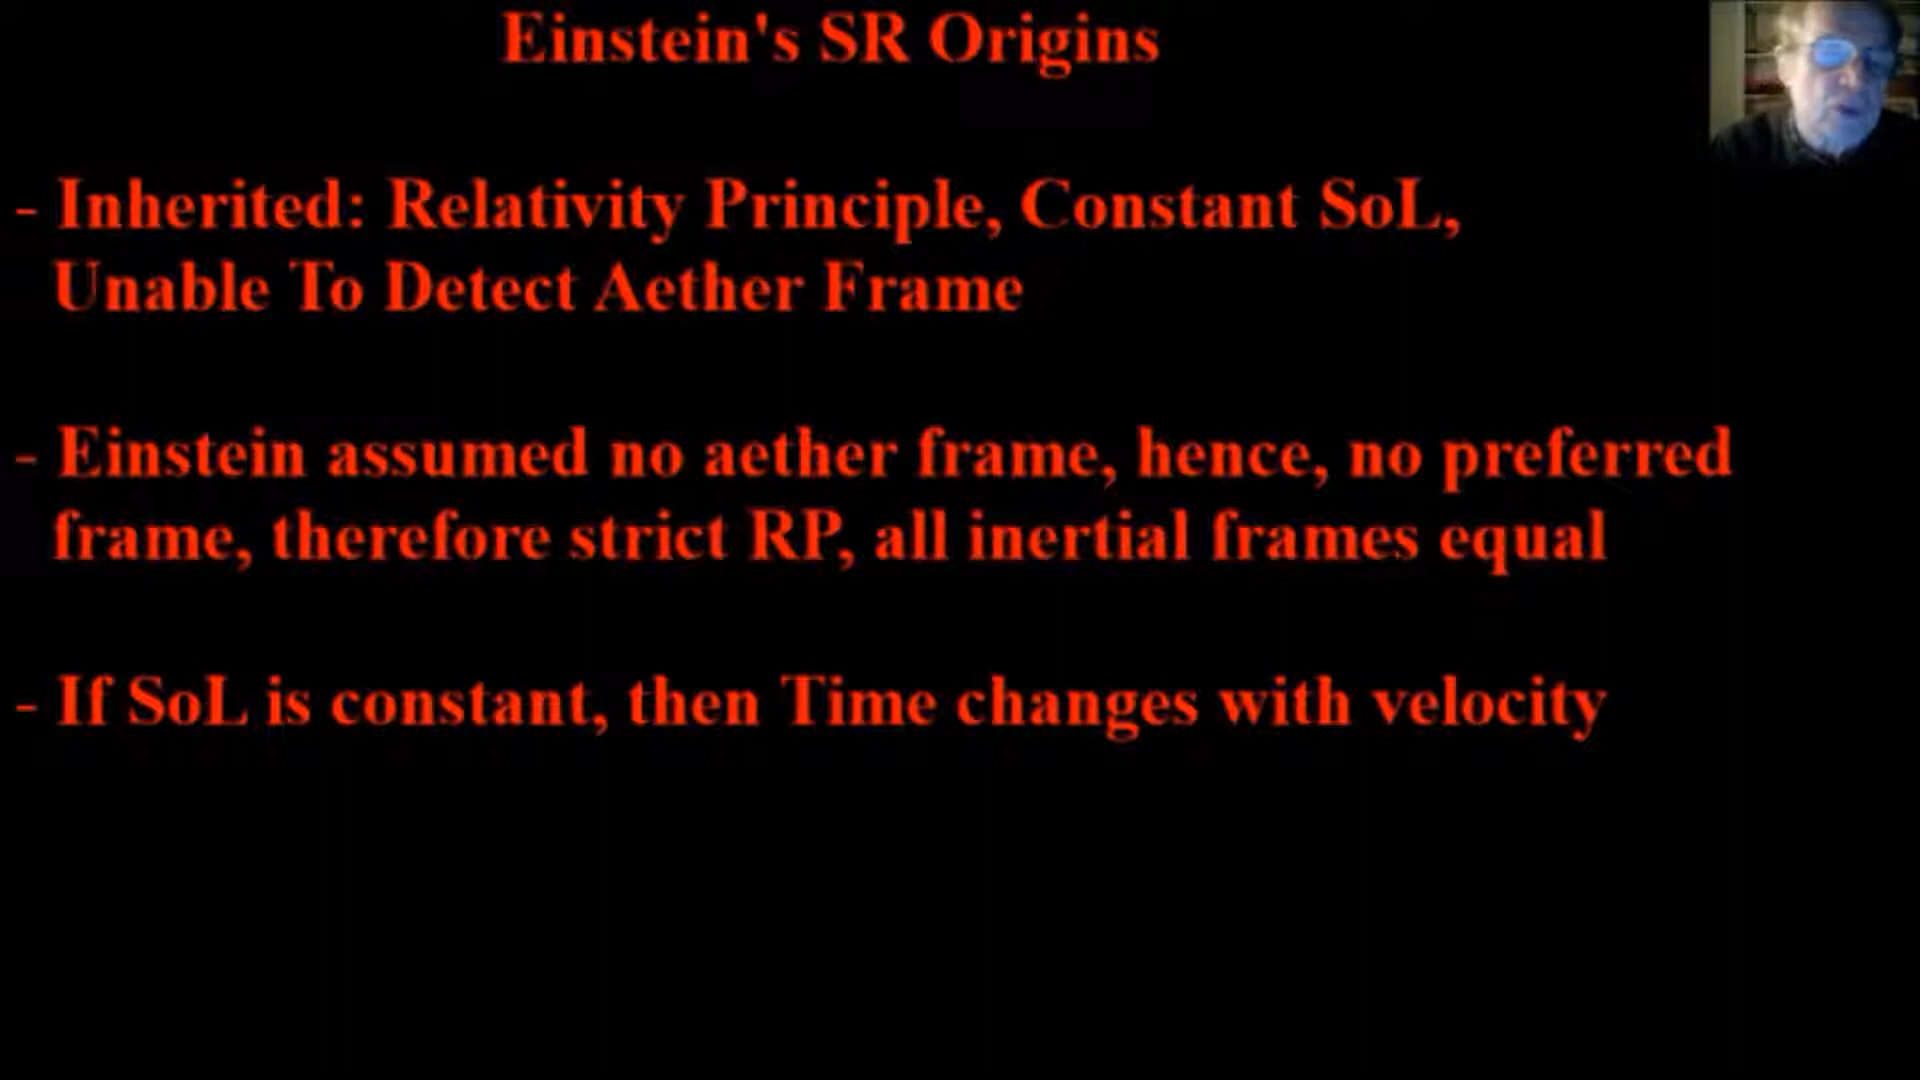 Einstein's SR Origins
- Inherited: Relativity Principle, Constant SoL,
Unable To Detect Aether Frame
- Einstein assumed no aether frame, hence, no preferred
frame, therefore strict RP, all inertial frames equal
- If SoL is constant, then Time changes with velocity